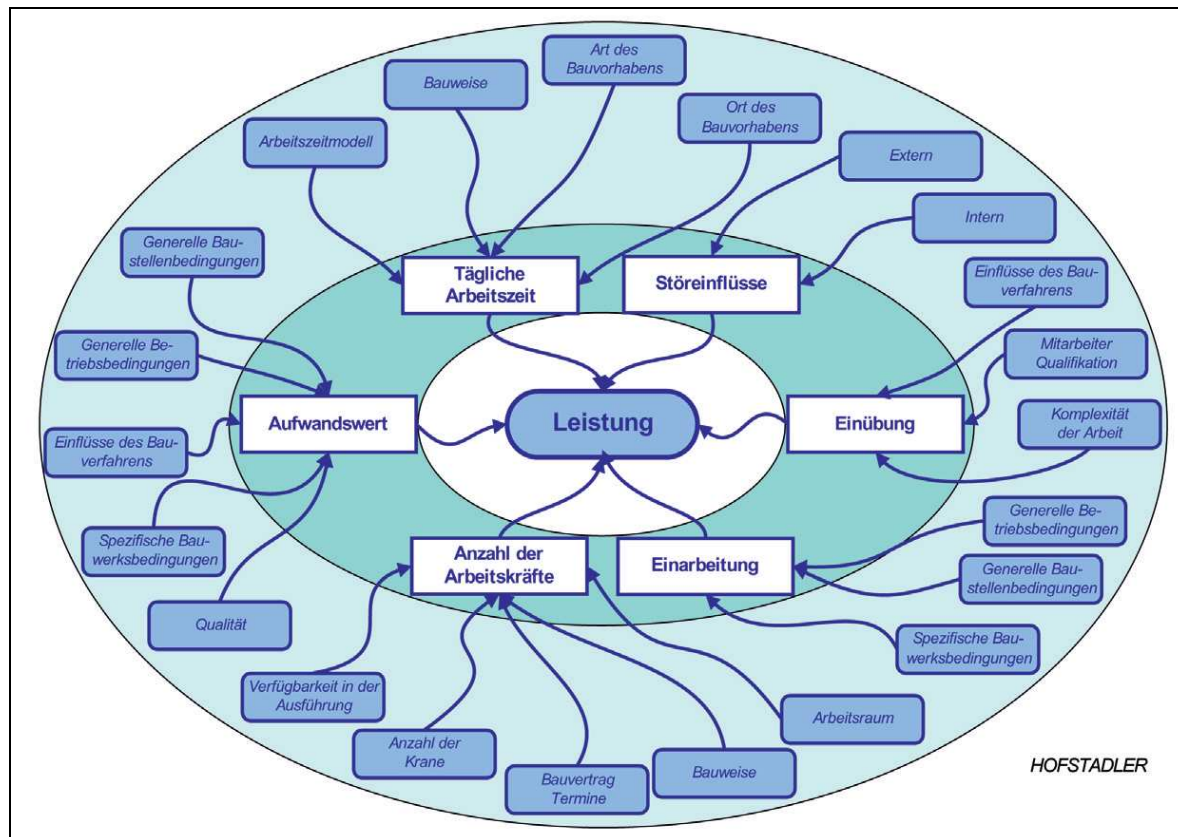 Art des
Bauvorhabens
Bauweise
Ort des
Bauvorhabens
Arbeitszeitmodell
Extern
Intern
Generelle Bau-
stellenbedingungen
Tägliche
Arbeitszeit
Störeinflüsse
Einflüsse des Bau-
verfahrens
Generelle Be-
triebsbedingungen
Mitarbeiter
Qualifikation
Aufwandswert
Leistung
Einübung
Komplexität
der Arbeit
Einflüsse des Bau-
verfahrens
Generelle Be-
triebsbedingungen
Spezifische Bau-
werksbedingungen
Anzahl der
Arbeitskräfte
Einarbeitung
Generelle Bau-
stellenbedingungen
Qualität
Spezifische Bau-
werksbedingungen
Verfügbarkeit in der
Ausführung
Arbeitsraum
Anzahl der
Krane
Bauvertrag
Termine
Bauweise
HOFSTADLER